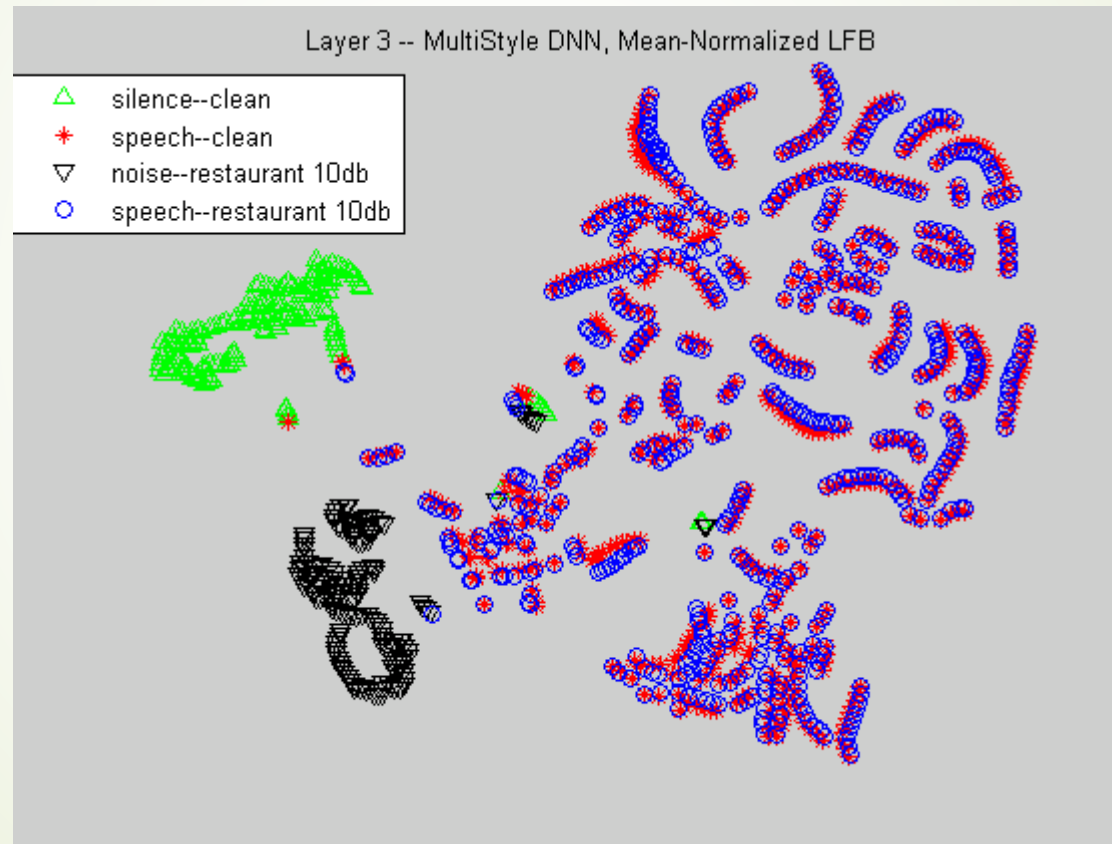 Layer 3 -- MultiStyle DNN, Mean-Normalized LFB
silence--clean
speech--clean
noise--restaurant 10db
speech--restaurant 10db